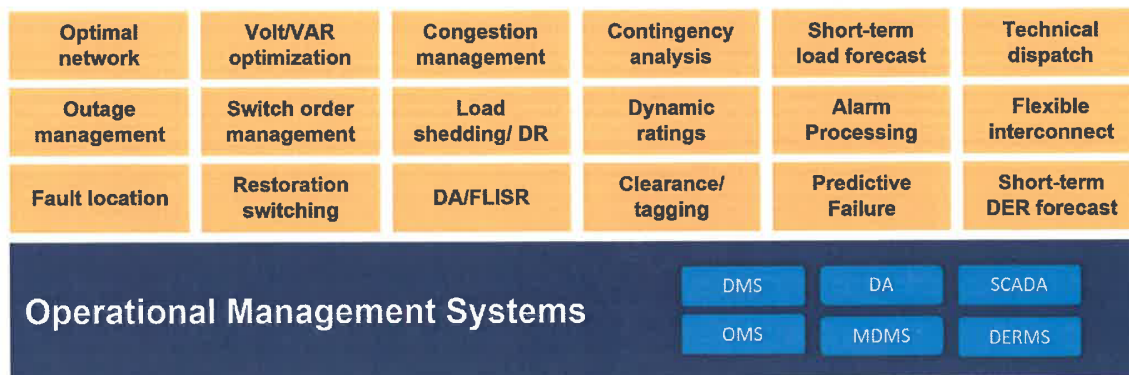 Optimal
network
Volt/VAR
optimization
Congestion
management
Contingency
analysis
Short-term
load forecast
Technical
dispatch
Outage
management
Switch order
management
Load
shedding/ DR
Dynamic
ratings
Alarm
Processing
Flexible
interconnect
Fault location
Restoration
switching
DA/FLISR
Clearance/
tagging
Predictive
Failure
Short-term
DER forecast
Operational Management Systems
DMS
DA
SCADA
OMS
MDMS
DERMS